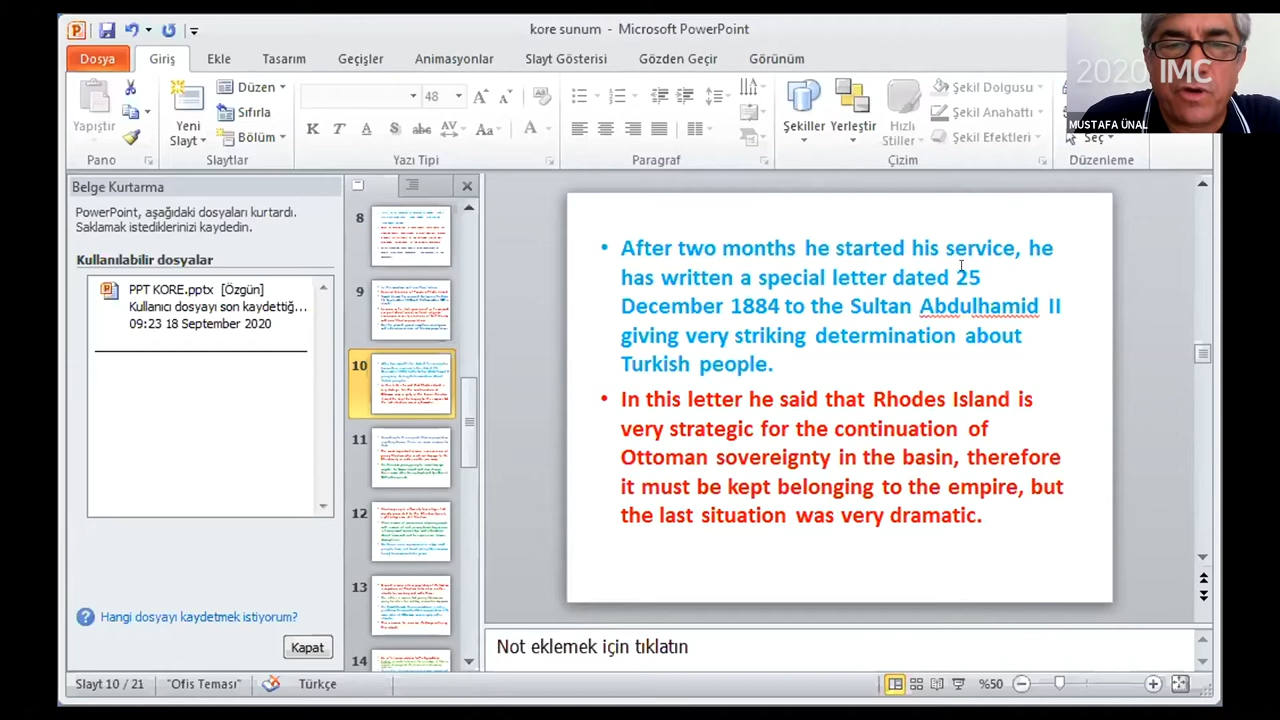 kore sunum - Microsoft PowerPoint
Dosya
Giriş
Ekle
Tasarım
Geçişler
Animasyonlar
Slayt Gösterisi
Gözden Geçir
Görünüm
2020 IMC
MUSTAFA ÜNAL
Yapıştır
Pano
Yeni
Slayt
Düzen
Sıfırla
Bölüm
Slaytlar
48
K T A S abc AV Aa A
Yazı Tipi
Paragraf
Şekiller
Yerleştir
Hızlı
Stiller
Şekil Dolgusu
Şekil Anahattı
Şekil Efektleri
Çizim
Seç
Düzenleme
Belge Kurtarma
PowerPoint, aşağıdaki dosyaları kurtardı.
Saklamak istediklerinizi kaydedin.
Kullanılabilir dosyalar
PPT KORE.pptx [Özgün]
Kullanıcı dosyayı son kaydettiğ...
09:23 18 September 2020
Hangi dosyayı kaydetmek istiyorum?
Kapat
8
9
10
11
12
13
14
• After two months he started his service, he
has written a special letter dated 25
December 1884 to the Sultan Abdulhamid II
giving very striking determination about
Turkish people.
• In this letter he said that Rhodes Island is
very strategic for the continuation of
Ottoman sovereignty in the basin, therefore
it must be kept belonging to the empire, but
the last situation was very dramatic.
Not eklemek için tıklatın
Slayt 10 / 21
"Ofis Teması"
Türkçe
%50